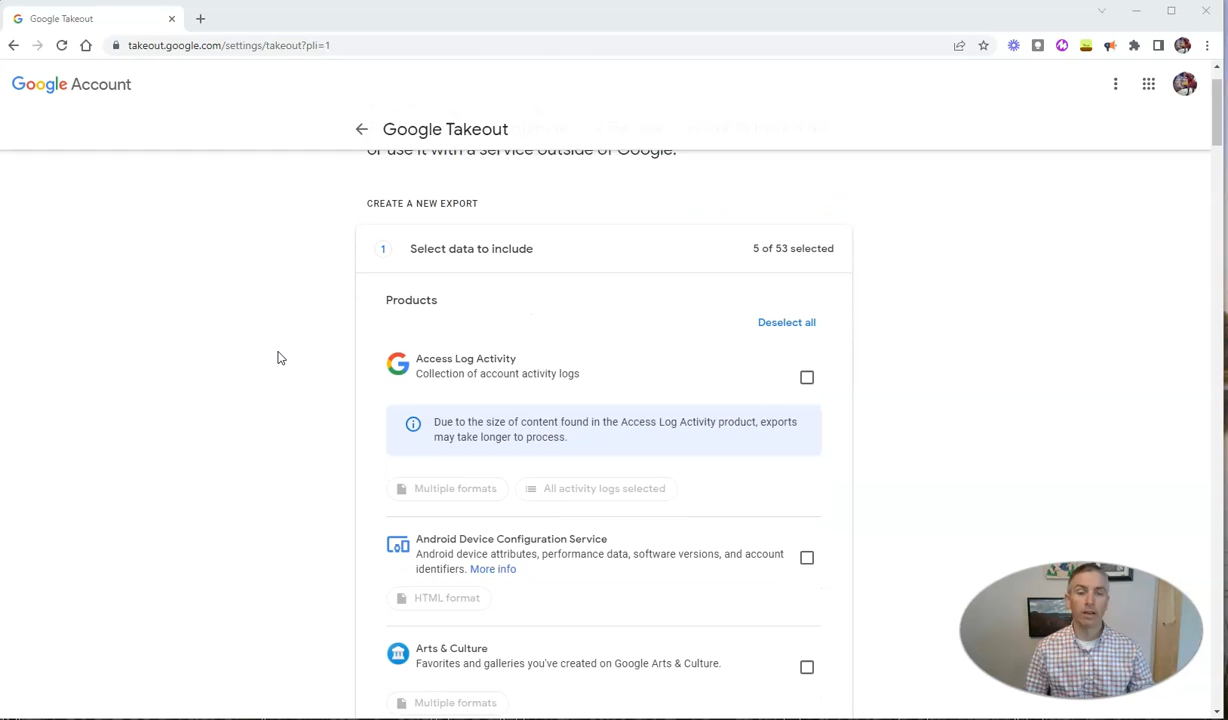 Google Takeout
takeout.google.com/settings/takeout?pli=1
Google Account
Google Takeout
or use it with a service outside of Google.
CREATE A NEW EXPORT
1 Select data to include 5 of 53 selected
Products
Deselect all
Access Log Activity
Collection of account activity logs
Due to the size of content found in the Access Log Activity product, exports
may take longer to process.
Multiple formats All activity logs selected
Android Device Configuration Service
Android device attributes, performance data, software versions, and account
identifiers. More info
HTML format
Arts & Culture
Favorites and galleries you've created on Google Arts & Culture.
Multiple formats